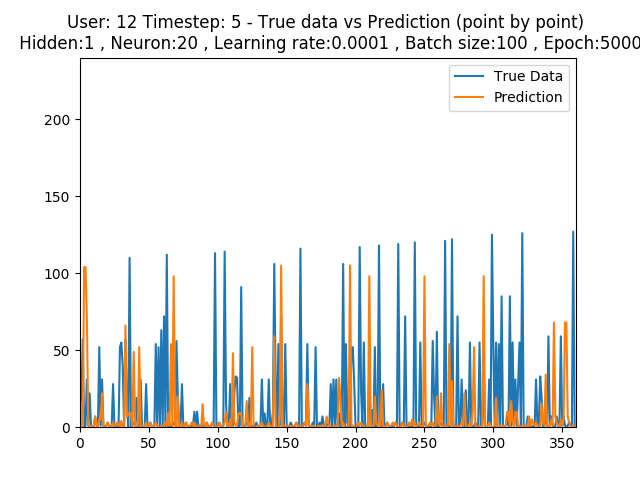 User: 12 Timestep: 5 - True data vs Prediction (point by point)
Hidden:1 , Neuron:20 , Learning rate:0.0001 , Batch size:100 , Epoch:5000
True Data
Prediction
200
150
100
50
0
0 50 100 150 200 250 300 350